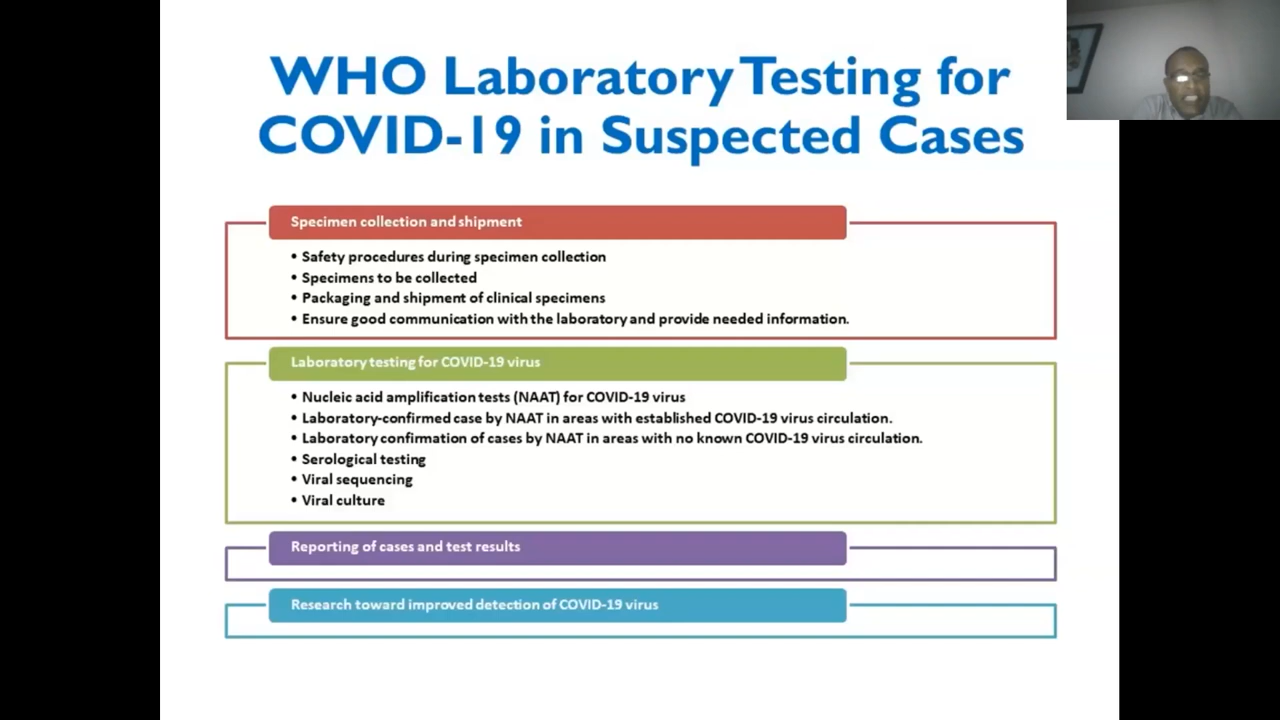 WHO Laboratory Testing for
COVID-19 in Suspected Cases
Specimen collection and shipment
• Safety procedures during specimen collection
• Specimens to be collected
• Packaging and shipment of clinical specimens
• Ensure good communication with the laboratory and provide needed information.
Laboratory testing for COVID-19 virus
• Nucleic acid amplification tests (NAAT) for COVID-19 virus
• Laboratory-confirmed case by NAAT in areas with established COVID-19 virus circulation.
• Laboratory confirmation of cases by NAAT in areas with no known COVID-19 virus circulation.
• Serological testing
• Viral sequencing
• Viral culture
Reporting of cases and test results
Research toward improved detection of COVID-19 virus